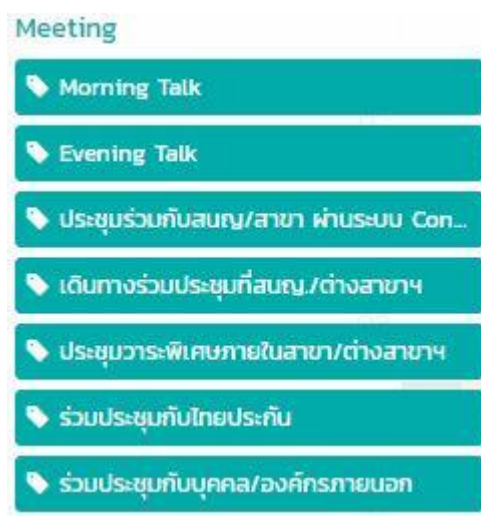 Meeting
Morning Talk
Evening Talk
ประชุมร่วมกับสนญ/สาขา ผ่านระบบ Con...
เดินทางร่วมประชุมที่สนญ./ต่างสาขาฯ
ประชุมวาระพิเศษภายในสาขา/ต่างสาขาฯ
ร่วมประชุมกับไทยประกัน
ร่วมประชุมกับบุคคล/องค์กรภายนอก